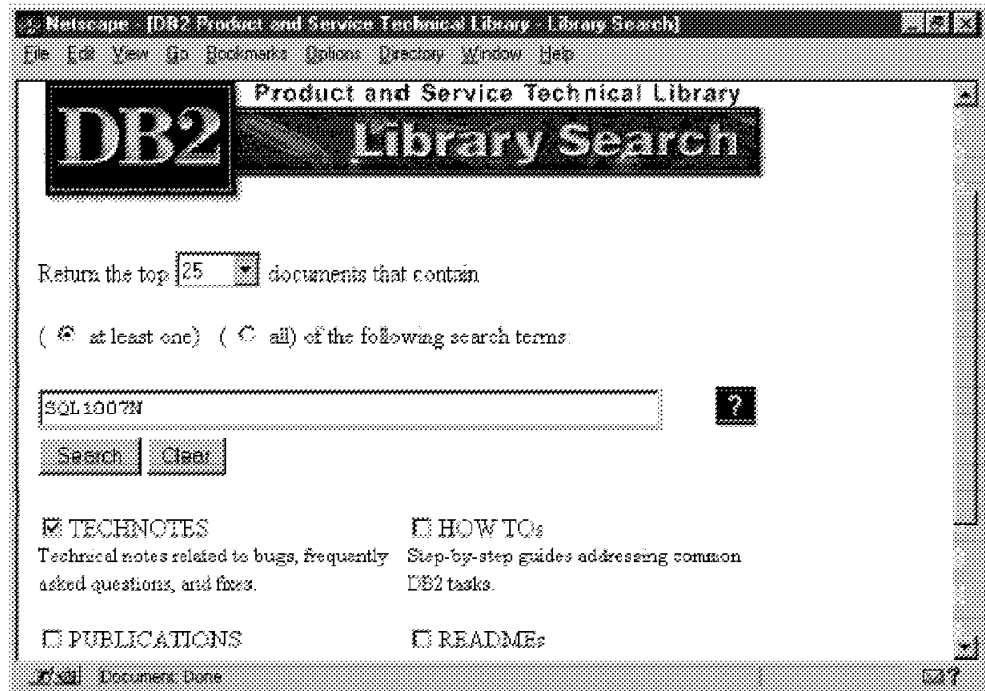 Netscape - [DB2 Product and Service Technical Library - Library Search]
File Edit View Go Bookmarks Options Directory Window Help
Product and Service Technical Library
DB2
Library Search
Return the top 25 documents that contain
( at least one) ( all) of the following search terms:
SQL1007N
?
Search Clear
TECHNOTES HOW TOs
Technical notes related to bugs, frequently Step-by-step guides addressing common
asked questions, and fixes. DB2 tasks.
PUBLICATIONS READMEs
Document: Done
?